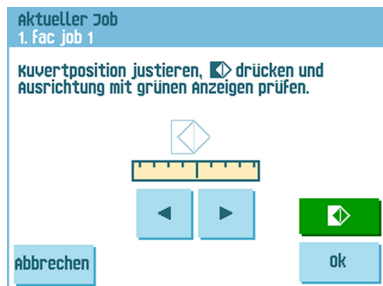 Aktueller Job
1. Fac job 1
Kuvertposition justieren, drücken und
Ausrichtung mit grünen Anzeigen prüfen.
Abbrechen
Ok